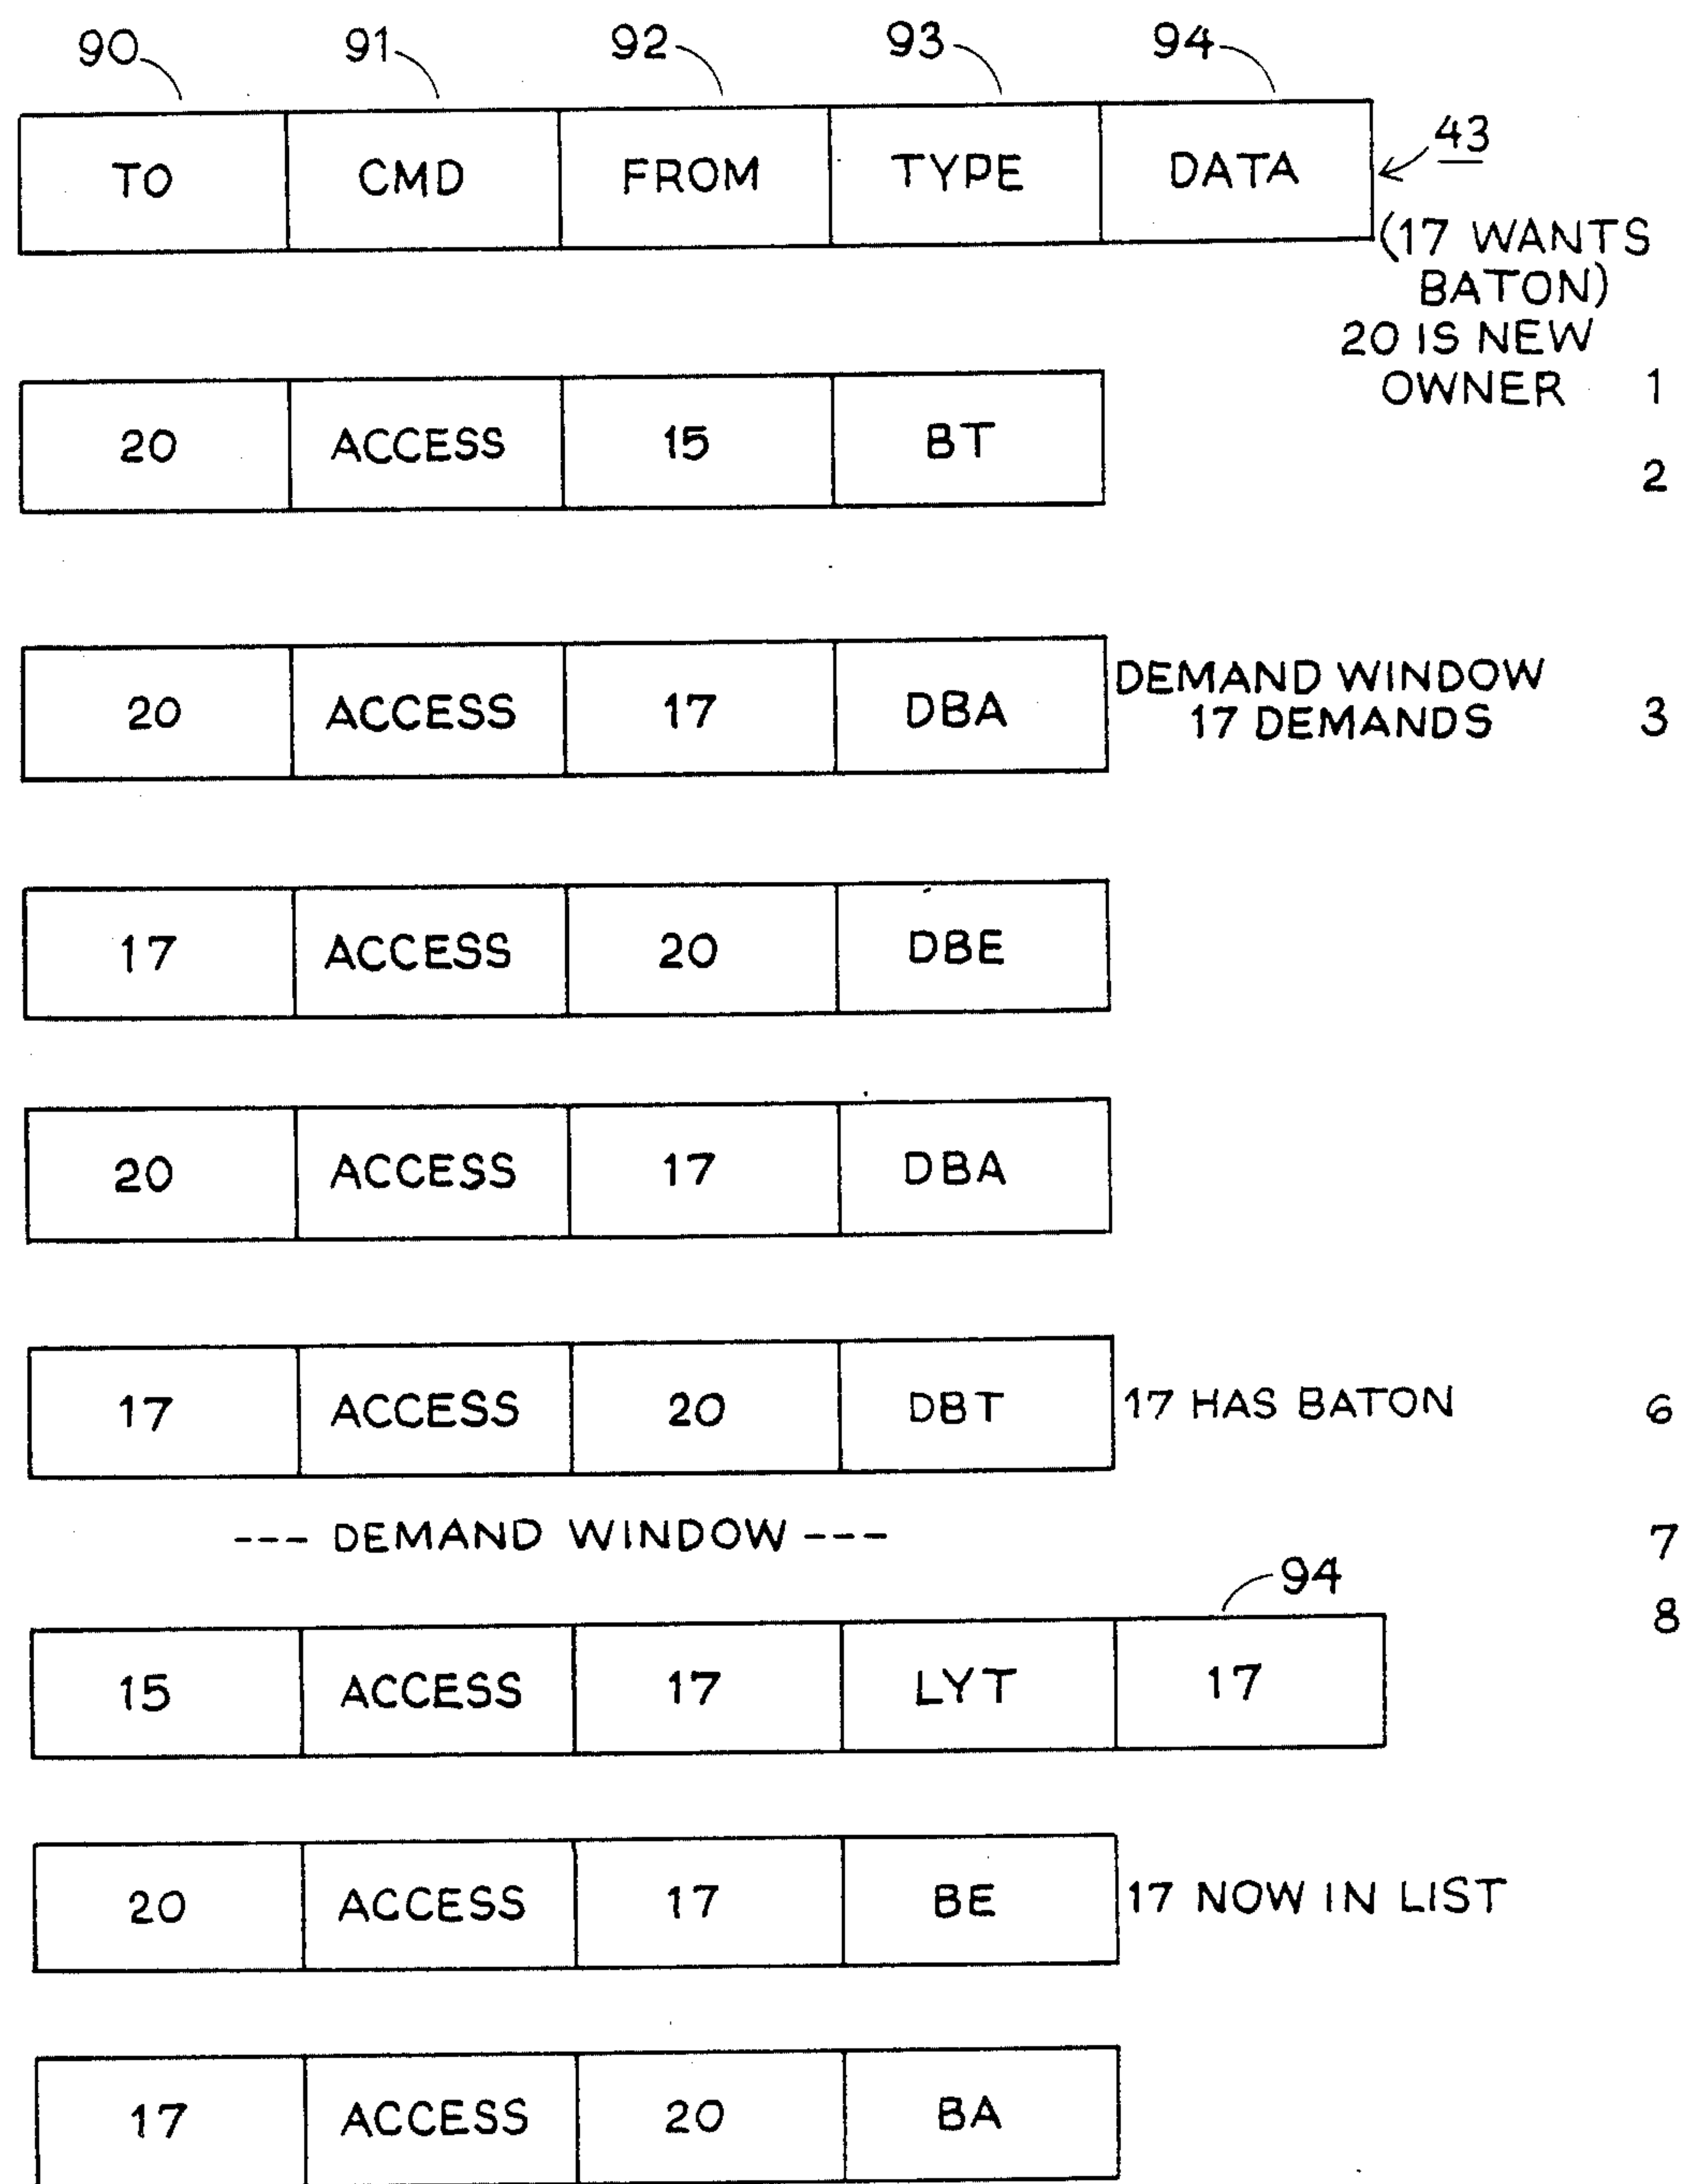 90 91 92 93 94
TO CMD FROM TYPE DATA
43
(17 WANTS
BATON)
20 IS NEW
OWNER 1
20 ACCESS 15 BT
2
20 ACCESS 17 DBA
DEMAND WINDOW
17 DEMANDS 3
17 ACCESS 20 DBE
20 ACCESS 17 DBA
17 ACCESS 20 DBT 17 HAS BATON 6
--- DEMAND WINDOW --- 7
94
8
15 ACCESS 17 LYT 17
20 ACCESS 17 BE 17 NOW IN LIST
17 ACCESS 20 BA